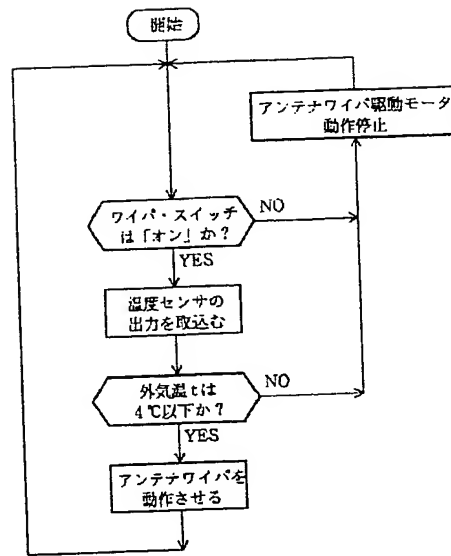 開始
アンテナワイパ駆動モータ
動作停止
ワイパ・スイッチ
は「オン」か?
NO
YES
温度センサの
出力を取込む
外気温tは
4℃以下か?
NO
YES
アンテナワイパを
動作させる